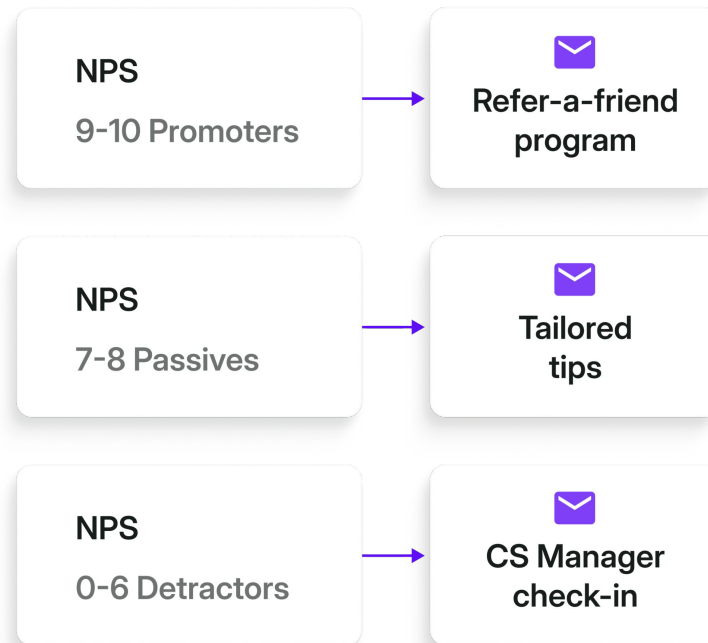 NPS
9-10 Promoters
Refer-a-friend
program
NPS
7-8 Passives
Tailored
tips
NPS
0-6 Detractors
CS Manager
check-in